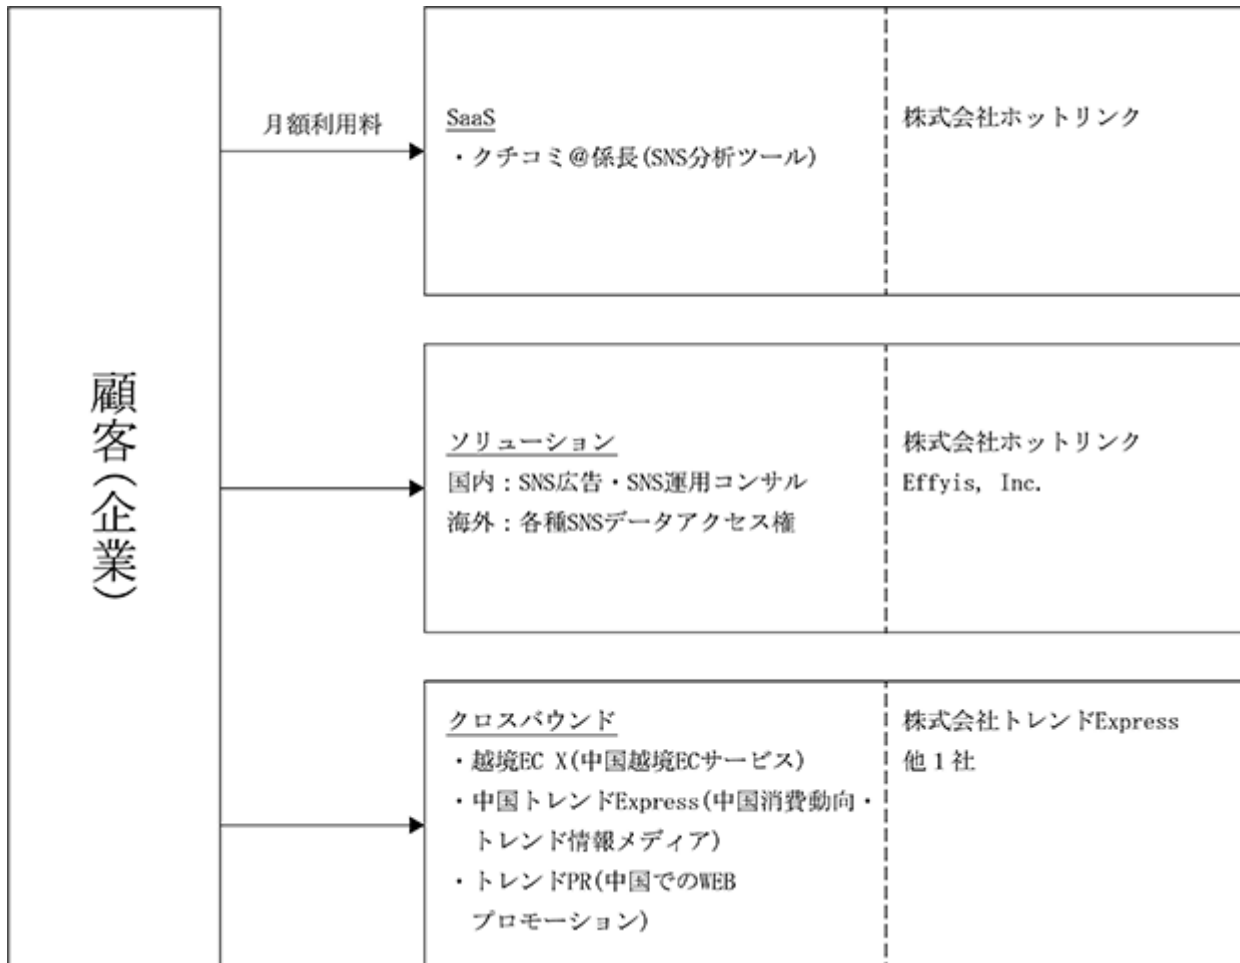 顧客(企業)
月額利用料
SaaS
・クチコミ@係長(SNS分析ツール)
株式会社ホットリンク
ソリューション
国内：SNS広告・SNS運用コンサル
海外：各種SNSデータアクセス権
株式会社ホットリンク
Effyis, Inc.
クロスバウンド
・越境EC X(中国越境ECサービス)
・中国トレンドExpress(中国消費動向・
トレンド情報メディア)
・トレンドPR(中国でのWEB
プロモーション)
株式会社トレンドExpress
他１社